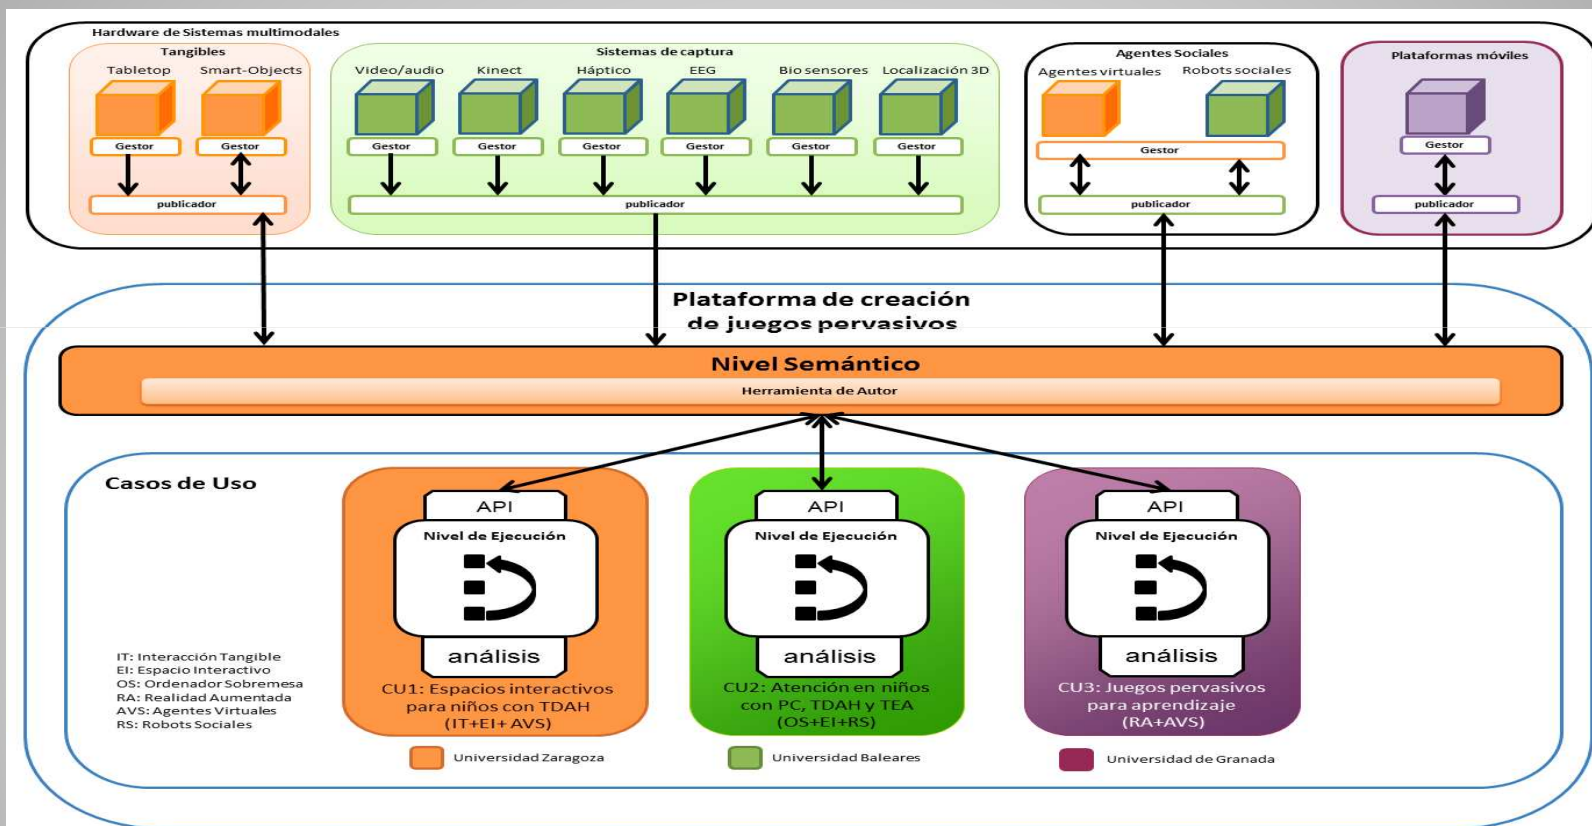 Hardware de Sistemas multimodales
Tangibles
Tabletop
Smart-Objects
Gestor
Gestor
publicador
Sistemas de captura
Video/audio
Kinect
Háptico
EEG
Bio sensores
Localización 3D
Gestor
Gestor
Gestor
Gestor
Gestor
Gestor
publicador
Agentes Sociales
Agentes virtuales
Robots sociales
Gestor
publicador
Plataformas móviles
Gestor
publicador
Plataforma de creación
de juegos pervasivos
Nivel Semántico
Herramienta de Autor
Casos de Uso
IT: Interacción Tangible
EI: Espacio Interactivo
OS: Ordenador Sobremesa
RA: Realidad Aumentada
AVS: Agentes Virtuales
RS: Robots Sociales
API
Nivel de Ejecución
análisis
CU1: Espacios interactivos
para niños con TDAH
(IT+EI+ AVS)
API
Nivel de Ejecución
análisis
CU2: Atención en niños
con PC, TDAH y TEA
(OS+EI+RS)
API
Nivel de Ejecución
análisis
CU3: Juegos pervasivos
para aprendizaje
(RA+AVS)
Universidad Zaragoza
Universidad Baleares
Universidad de Granada